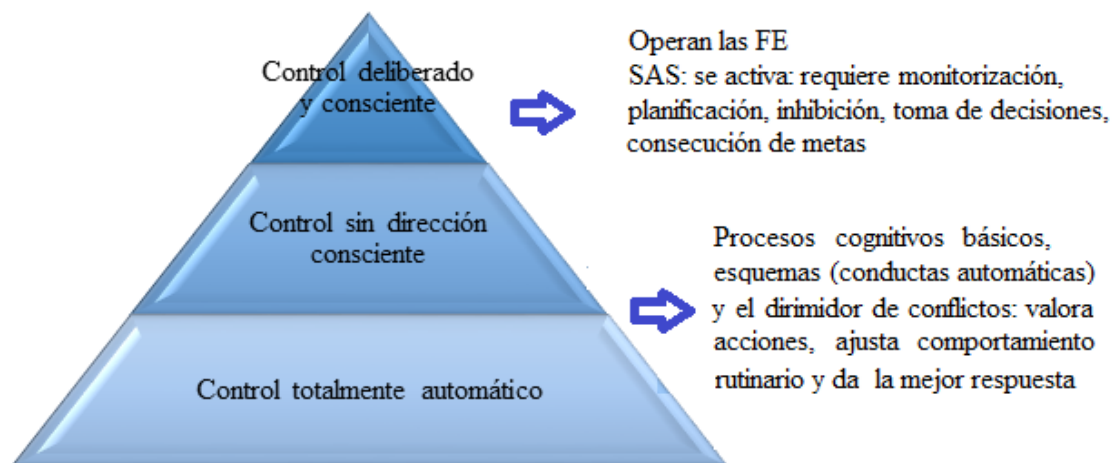 Control deliberado
y consciente
Operan las FE
SAS: se activa: requiere monitorización,
planificación, inhibición, toma de decisiones,
consecución de metas
Control sin dirección
consciente
Procesos cognitivos básicos,
esquemas (conductas automáticas)
y el dirimidor de conflictos: valora
acciones, ajusta comportamiento
rutinario y da la mejor respuesta
Control totalmente automático